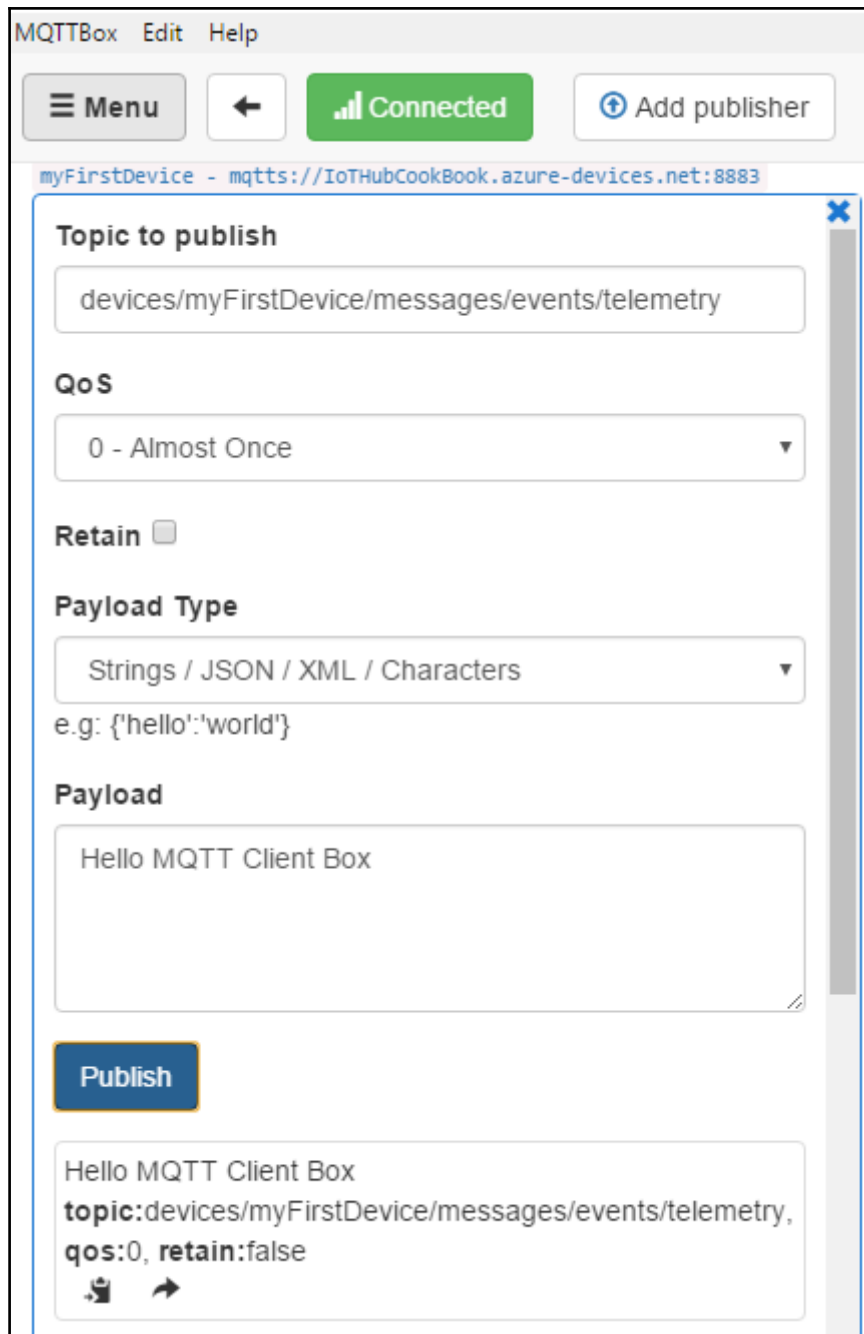 MQTTBox Edit Help
Menu Connected Add publisher
myFirstDevice - mqtts://IoTHubCookBook.azure-devices.net:8883
Topic to publish
devices/myFirstDevice/messages/events/telemetry
QoS
0 - Almost Once
Retain
Payload Type
Strings / JSON / XML / Characters
e.g: {'hello':'world'}
Payload
Hello MQTT Client Box
Publish
Hello MQTT Client Box
topic:devices/myFirstDevice/messages/events/telemetry,
qos:0, retain:false